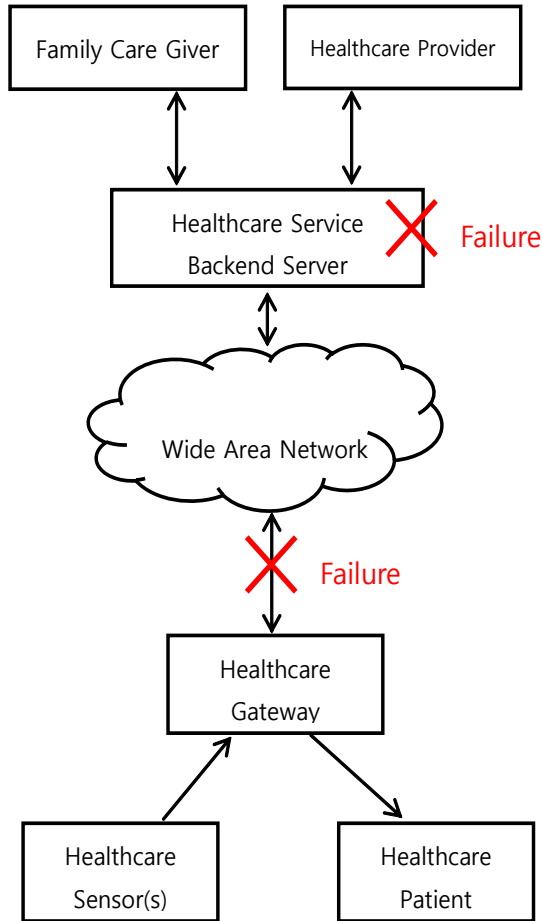 Family Care Giver
Healthcare Provider
Healthcare Service
Backend Server
Failure
Wide Area Network
Failure
Healthcare
Gateway
Healthcare
Sensor(s)
Healthcare
Patient